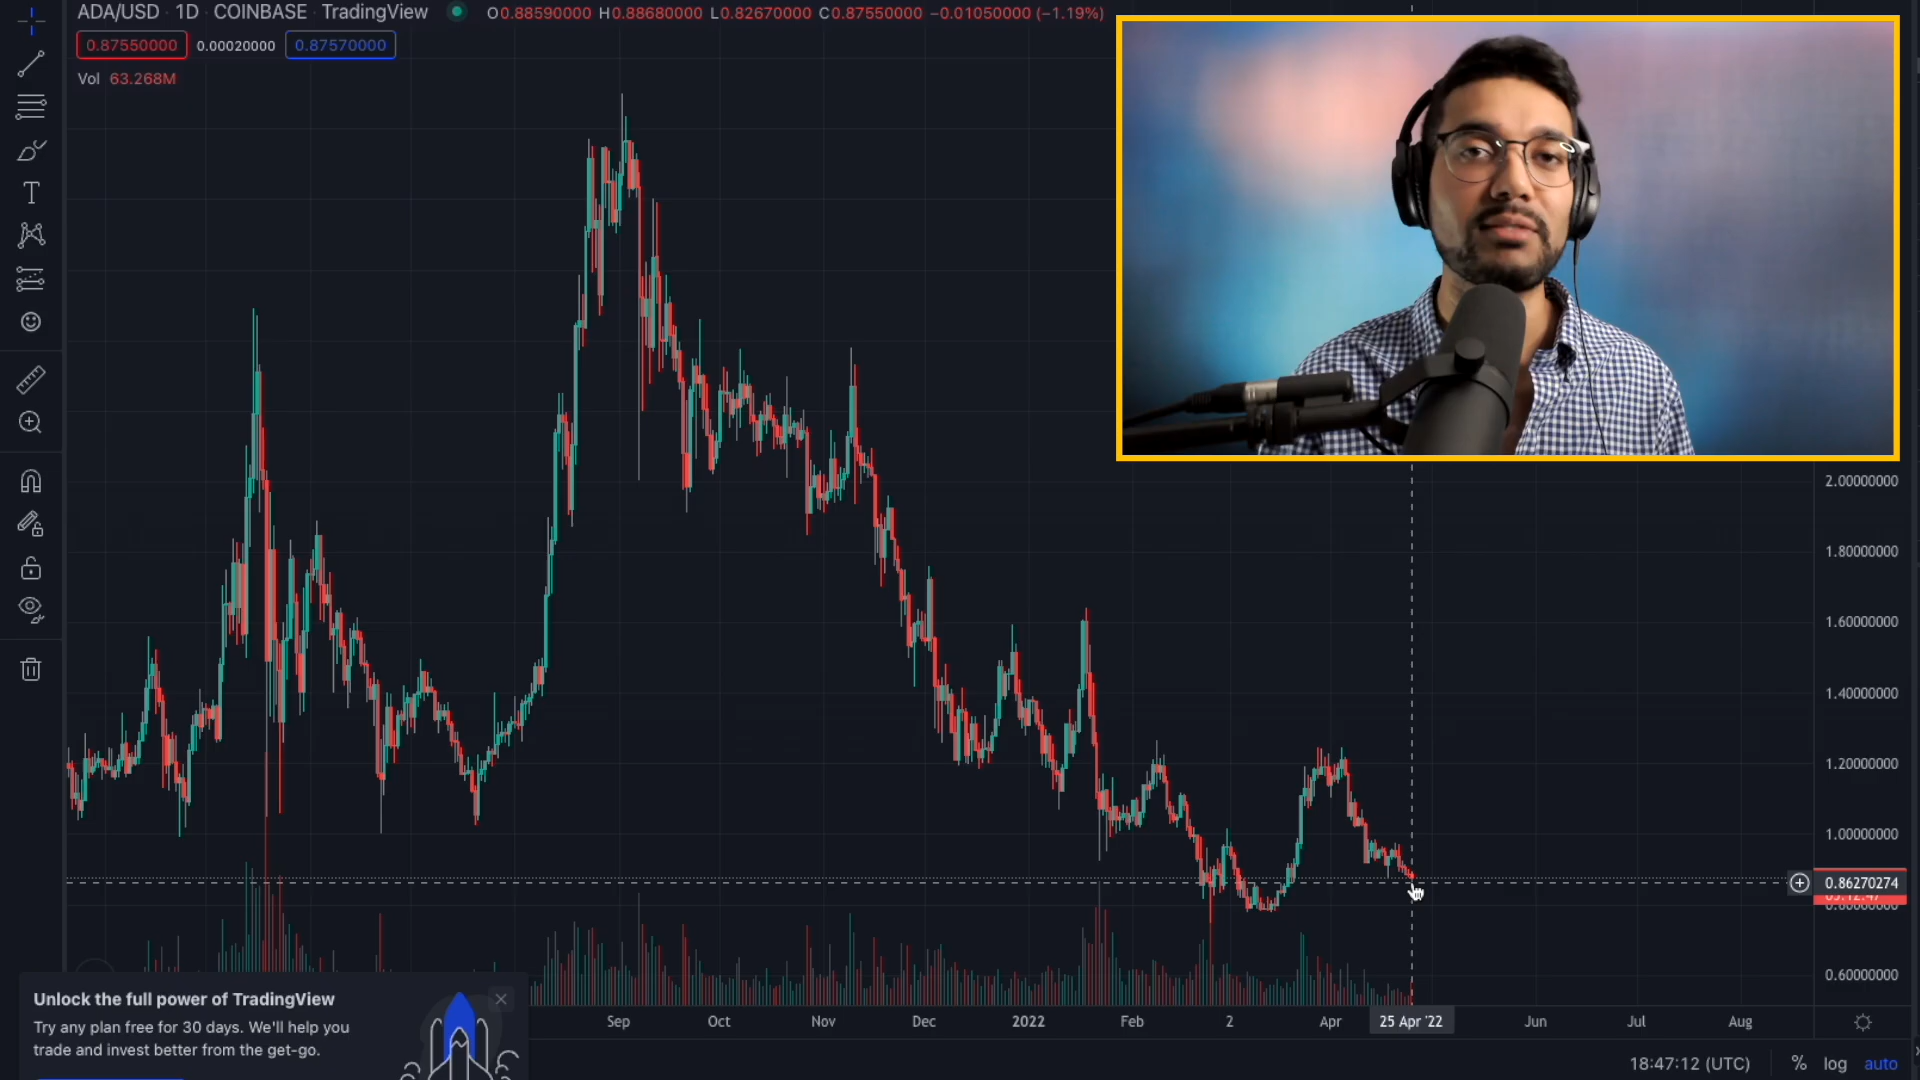 ADA/USD · 1D · COINBASE · TradingView
O0.88590000 H0.88680000 L0.82670000 C0.87550000 −0.01050000 (−1.19%)
0.87550000 0.00020000 0.87570000
Vol 63.268M
2.00000000
1.80000000
1.60000000
1.40000000
1.20000000
1.00000000
0.86270274
0.80000000
0.60000000
Sep Oct Nov Dec 2022 Feb 2 Apr 25 Apr '22 Jun Jul Aug
Unlock the full power of TradingView
Try any plan free for 30 days. We'll help you
trade and invest better from the get-go.
18:47:12 (UTC) % log auto